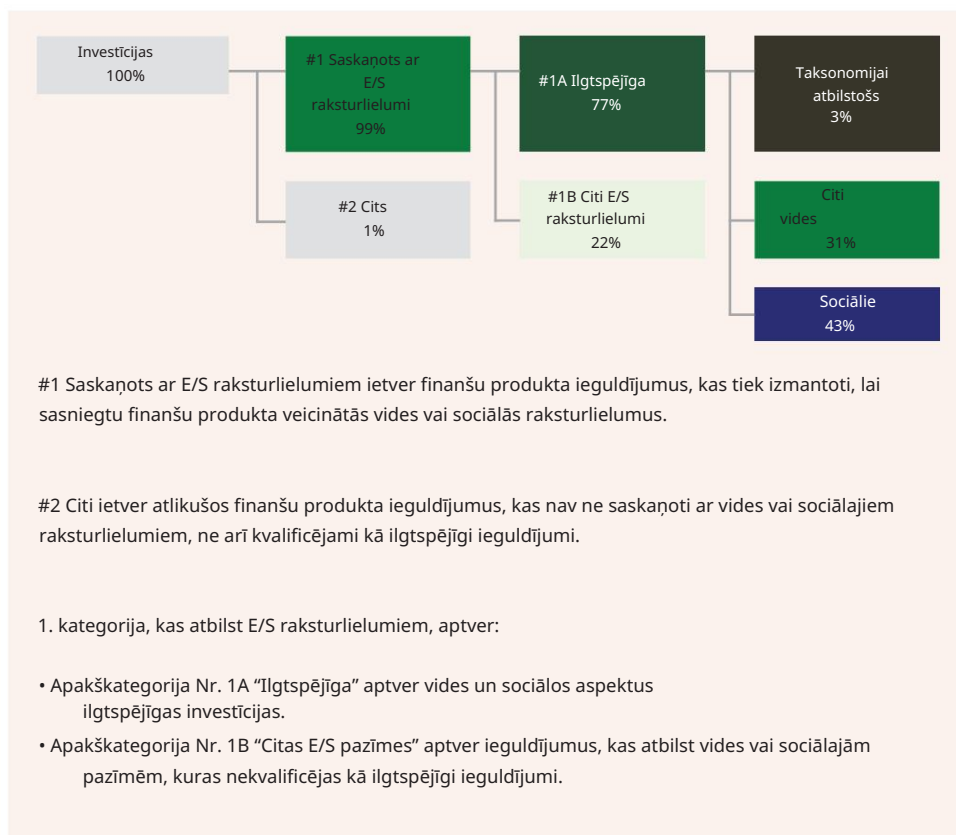 Investīcijas
100%
#1 Saskaņots ar
E/S
raksturlielumi
99%
#1A Ilgtspējīga
77%
Taksonomijai
atbilstošs
3%
#2 Cits
1%
#1B Citi E/S
raksturlielumi
22%
Citi
vides
31%
Sociālie
43%
#1 Saskaņots ar E/S raksturlielumiem ietver finanšu produkta ieguldījumus, kas tiek izmantoti, lai
sasniegtu finanšu produkta veicinātās vides vai sociālās raksturlielumus.
#2 Citi ietver atlikušos finanšu produkta ieguldījumus, kas nav ne saskaņoti ar vides vai sociālajiem
raksturlielumiem, ne arī kvalificējami kā ilgtspējīgi ieguldījumi.
1. kategorija, kas atbilst E/S raksturlielumiem, aptver:
• Apakškategorija Nr. 1A “Ilgtspējīga” aptver vides un sociālos aspektus
ilgtspējīgas investīcijas.
• Apakškategorija Nr. 1B “Citas E/S pazīmes” aptver ieguldījumus, kas atbilst vides vai sociālajām
pazīmēm, kuras nekvalificējas kā ilgtspējīgi ieguldījumi.